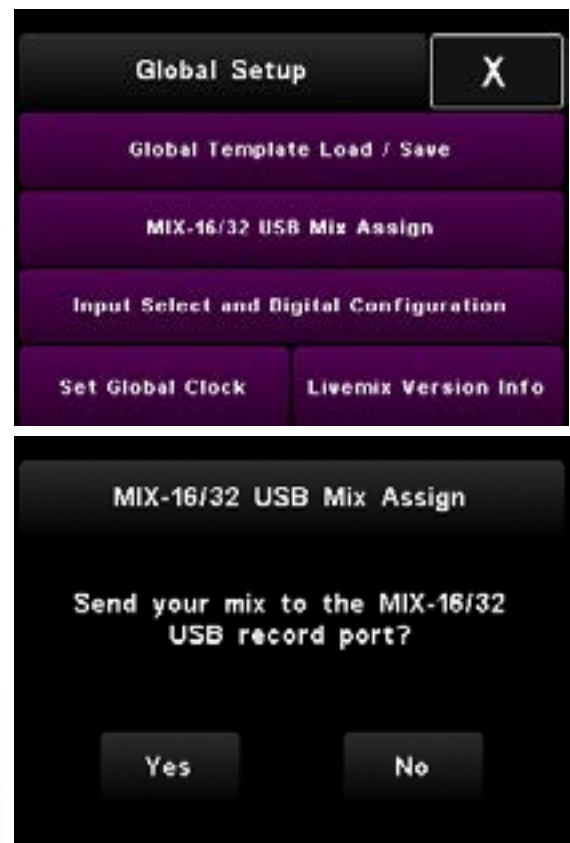 Global Setup X
Global Template Load / Save
MIX-16/32 USB Mix Assign
Input Select and Digital Configuration
Set Global Clock Livemix Version Info
MIX-16/32 USB Mix Assign
Send your mix to the MIX-16/32
USB record port?
Yes No